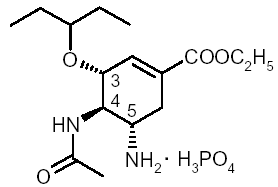 O
3
COOC₂H₅
4
HN
5
O
NH₂ · H₃PO₄